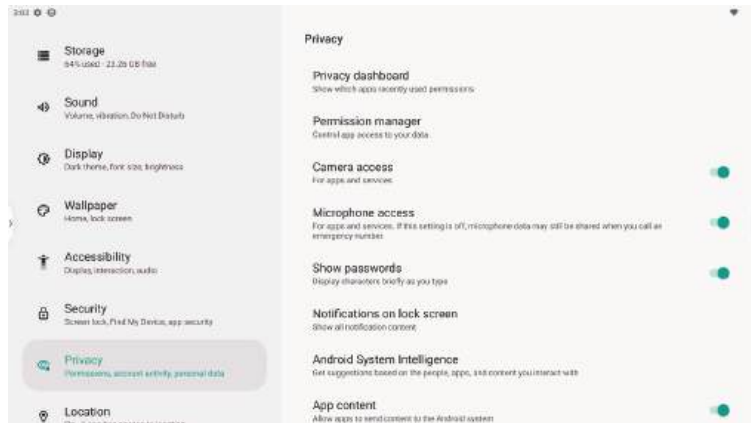 3:03
Storage
64% used - 23.26 GB free
Sound
Volume, vibration, Do Not Disturb
Display
Dark theme, font size, brightness
Wallpaper
Home, lock screen
Accessibility
Display, interaction, audio
Security
Screen lock, Find My Device, app security
Privacy
Permissions, account activity, personal data
Location
Privacy
Privacy dashboard
Show which apps recently used permissions
Permission manager
Control app access to your data
Camera access
For apps and services
Microphone access
For apps and services. If this setting is off, microphone data may still be shared when you call an
emergency number.
Show passwords
Display characters briefly as you type
Notifications on lock screen
Show all notification content
Android System Intelligence
Get suggestions based on the people, apps, and content you interact with
App content
Allow apps to send content to the Android system